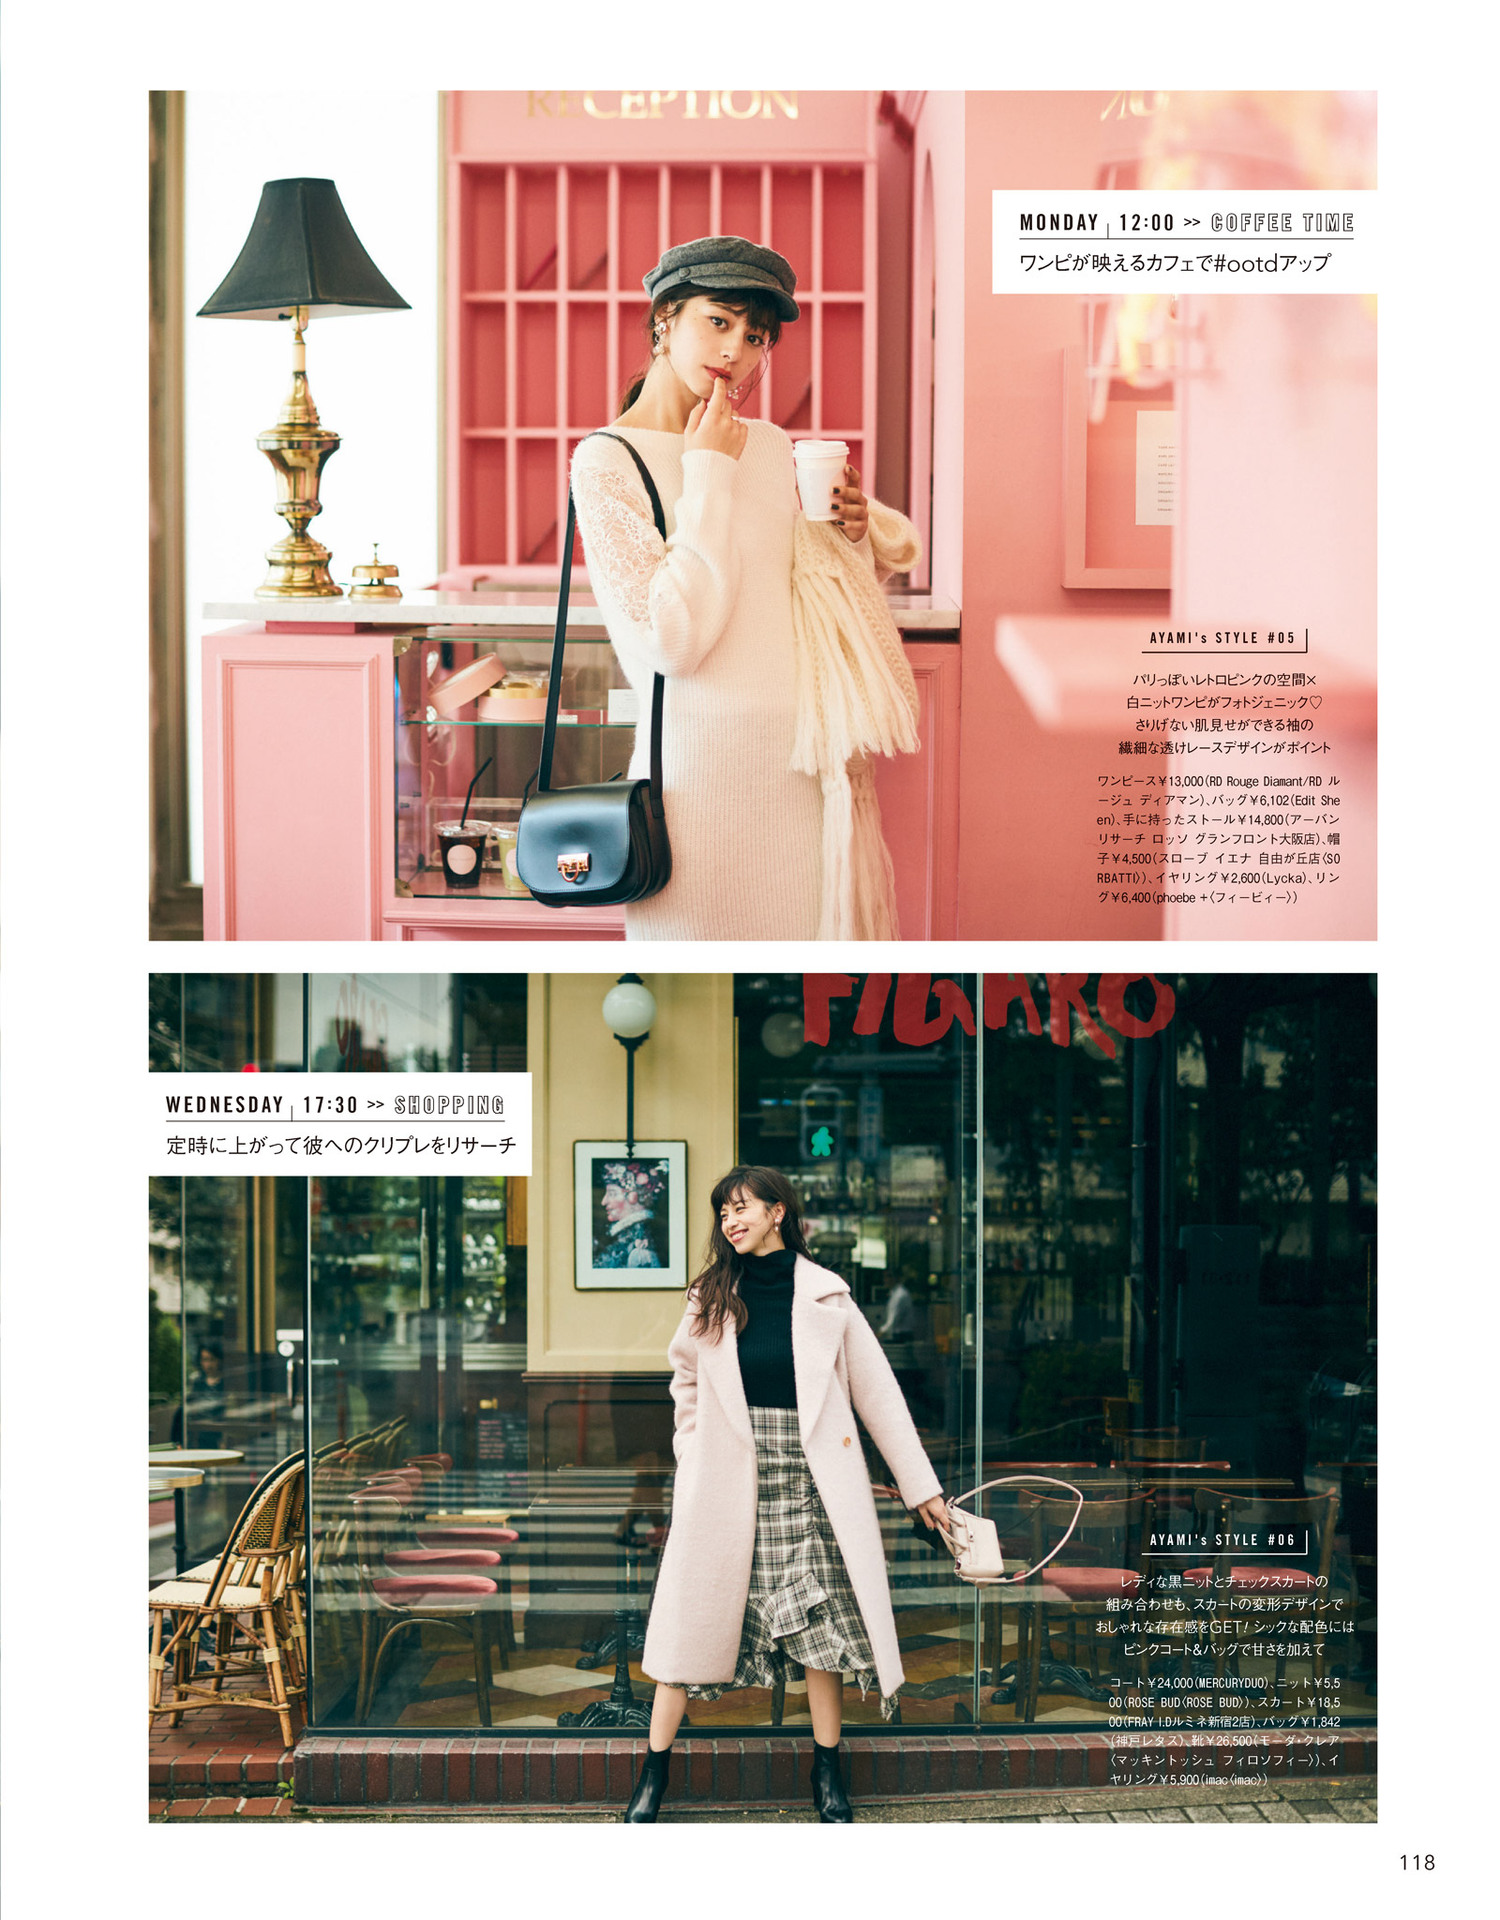 RECEPTION
MONDAY 12:00 >> COFFEE TIME
ワンピが映えるカフェで#ootdアップ
AYAMI's STYLE #05
パリっぽいレトロピンクの空間×
白ニットワンピがフォトジェニック♡
さりげない肌見せができる袖の
繊細な透けレースデザインがポイント
ワンピース¥13,000(RD Rouge Diamant/RD ル
ージュ ディアマン)、バッグ¥6,102(Edit She
en)、手に持ったストール¥14,800(アーバン
リサーチ ロッソ グランフロント大阪店)、帽
子¥4,500(スローブ イエナ 自由が丘店〈SO
RBATTI〉)、イヤリング¥2,600(Lycka)、リン
グ¥6,400(phoebe +〈フィービィー〉)
FIGARO
WEDNESDAY 17:30 >> SHOPPING
定時に上がって彼へのクリプレをリサーチ
AYAMI's STYLE #06
レディな黒ニットとチェックスカートの
組み合わせも、スカートの変形デザインで
おしゃれな存在感をGET! シックな配色には
ピンクコート&バッグで甘さを加えて
コート¥24,000(MERCURYDUO)、ニット¥5,5
00(ROSE BUD〈ROSE BUD〉)、スカート¥18,5
00(FRAY I.Dルミネ新宿2店)、バッグ¥1,842
(神戸レタス)、靴¥26,500(モーダ・クレア
〈マッキントッシュ フィロソフィー〉)、イ
ヤリング¥5,900(imac〈imac〉)
118